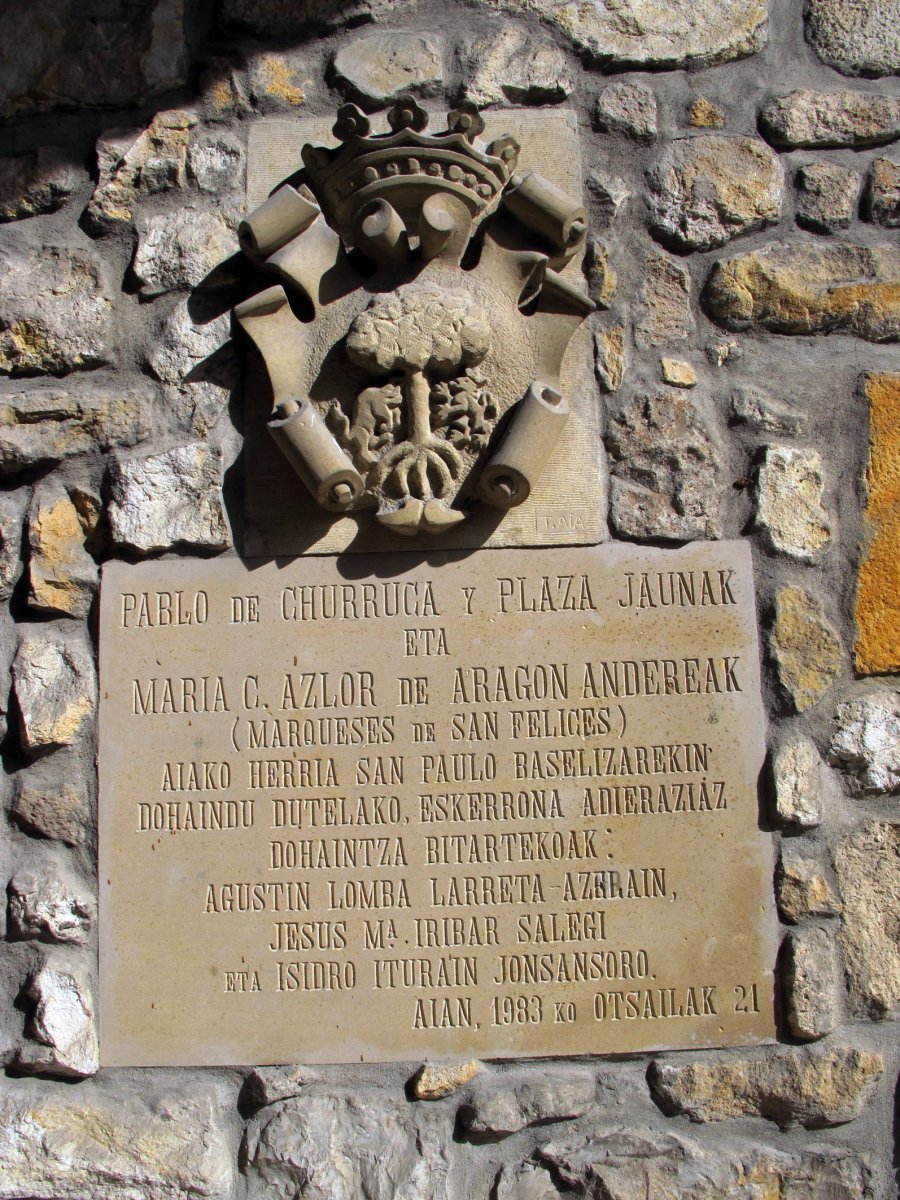 PABLO DE CHURRUCA Y PLAZA JAUNAK
ETA
MARIA C. AZLOR DE ARAGON ANDEREAK
(MARQUESES DE SAN FELICES)
AIAKO HERRIA SAN PAULO BASELIZAREKIN
DOHAINDU DUTELAKO, ESKERRONA ADIERAZIAZ
DOHAINTZA BITARTEKOAK:
AGUSTIN LOMBA LARRETA-AZELAIN,
JESUS Mª. IRIBAR SALEGI
ETA ISIDRO ITURAIN JONSANSORO.
AIAN, 1983 KO OTSAILAK 21